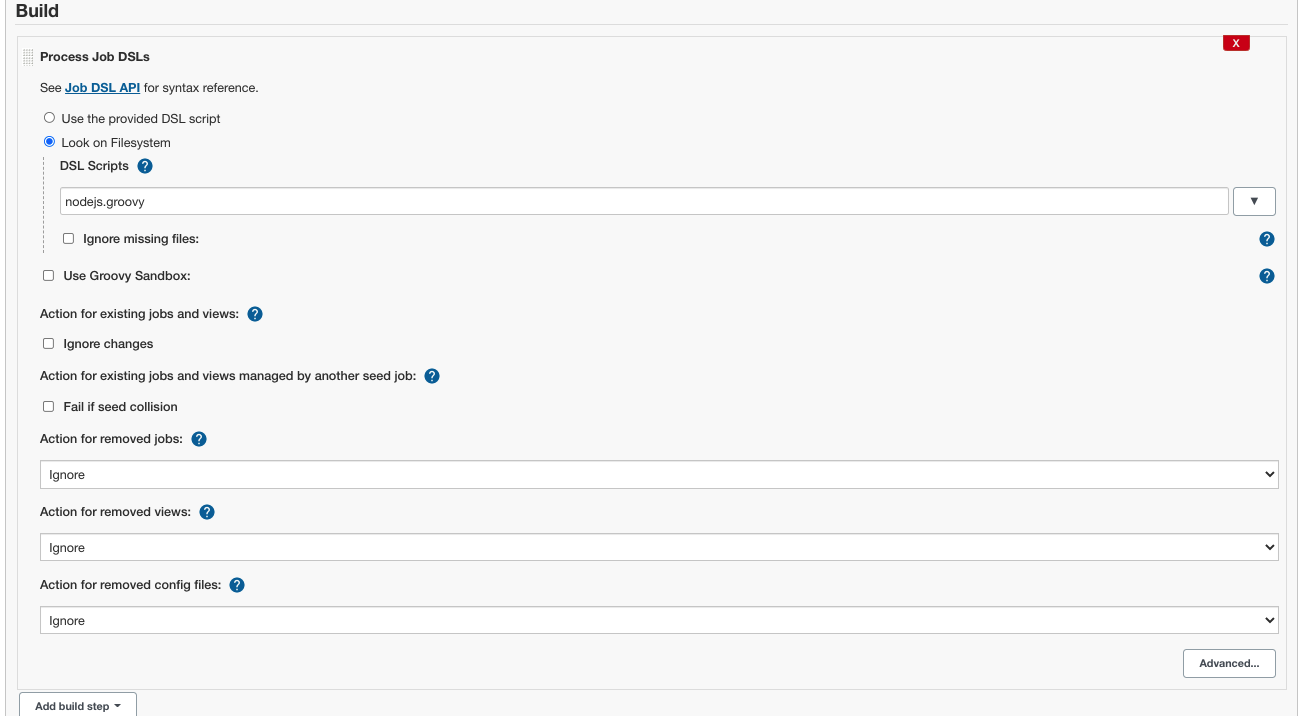 Build
X
Process Job DSLs
See Job DSL API for syntax reference.
Use the provided DSL script
Look on Filesystem
DSL Scripts ?
nodejs.groovy
▼
Ignore missing files: ?
Use Groovy Sandbox: ?
Action for existing jobs and views: ?
Ignore changes
Action for existing jobs and views managed by another seed job: ?
Fail if seed collision
Action for removed jobs: ?
Ignore
Action for removed views: ?
Ignore
Action for removed config files: ?
Ignore
Advanced...
Add build step